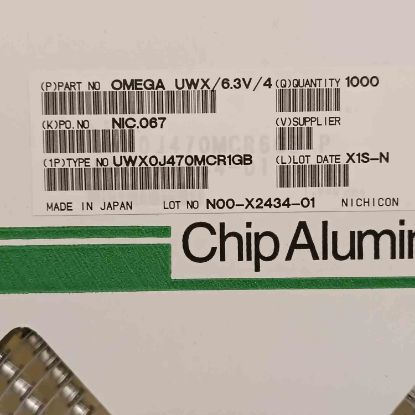 (P)PART NO OMEGA UWX/6.3V/4 (Q)QUANTITY 1000
(K)PO.NO NIC.067 (V)SUPPLIER
(1P)TYPE NO UWX0J470MCR1GB (L)LOT DATE X1S-N
MADE IN JAPAN LOT NO N00-X2434-01 NICHICON
Chip Alumin